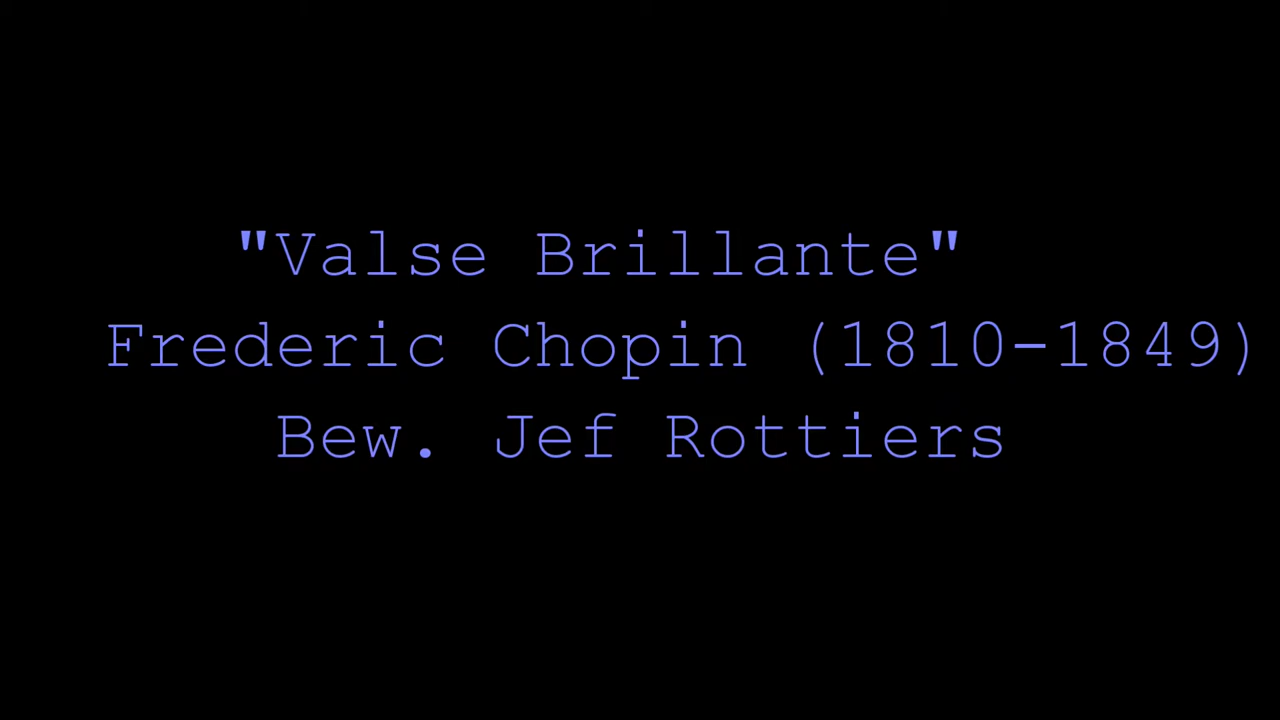 "Valse Brillante"
Frederic Chopin (1810-1849)
Bew. Jef Rottiers